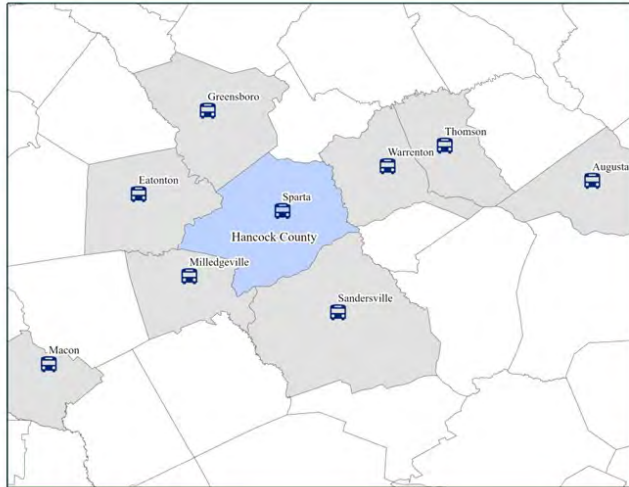 Greensboro
Thomson
Warrenton
Augusta
Eatonton
Sparta
Hancock County
Milledgeville
Sandersville
Macon